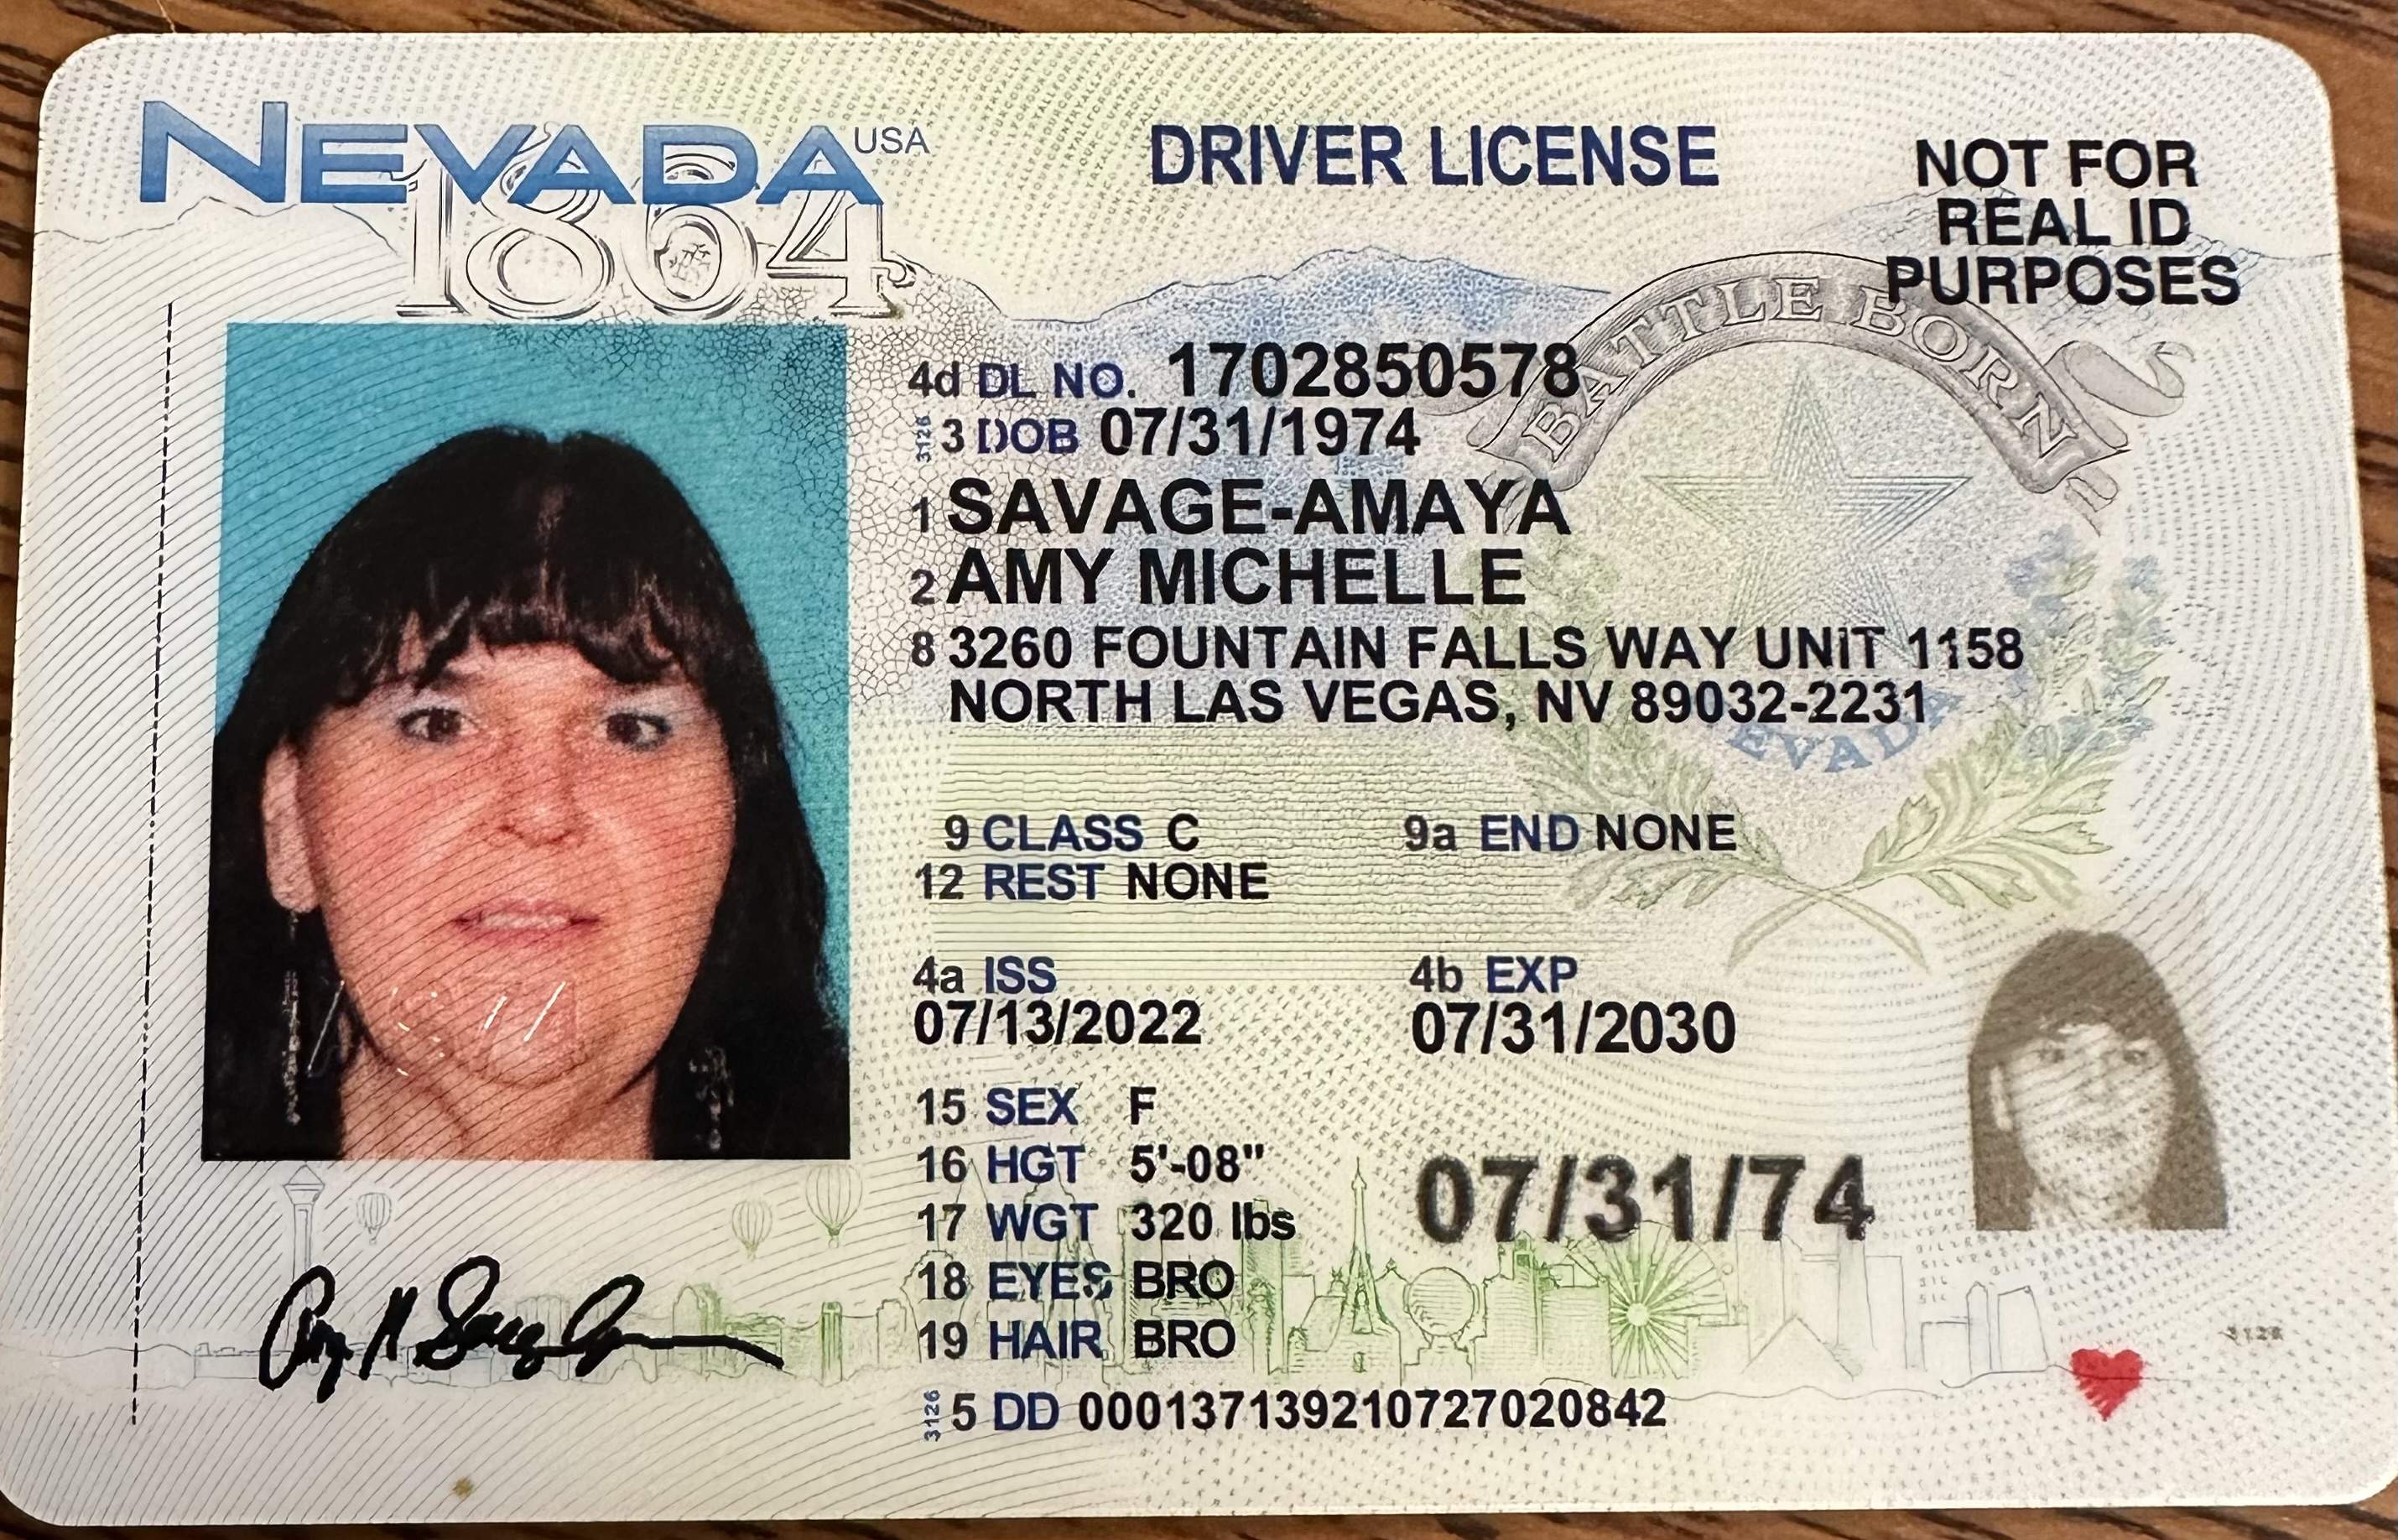 NEVADA USA
1864
DRIVER LICENSE
NOT FOR
REAL ID
PURPOSES
BATTLE BORN
4d DL NO. 1702850578
3 DOB 07/31/1974
1 SAVAGE-AMAYA
2 AMY MICHELLE
8 3260 FOUNTAIN FALLS WAY UNIT 1158
NORTH LAS VEGAS, NV 89032-2231
NEVADA
9 CLASS C 9a END NONE
12 REST NONE
4a ISS 4b EXP
07/13/2022 07/31/2030
15 SEX F
16 HGT 5'-08"
17 WGT 320 lbs
07/31/74
18 EYES BRO
19 HAIR BRO
5 DD 000137139210727020842
3126
3126
3126